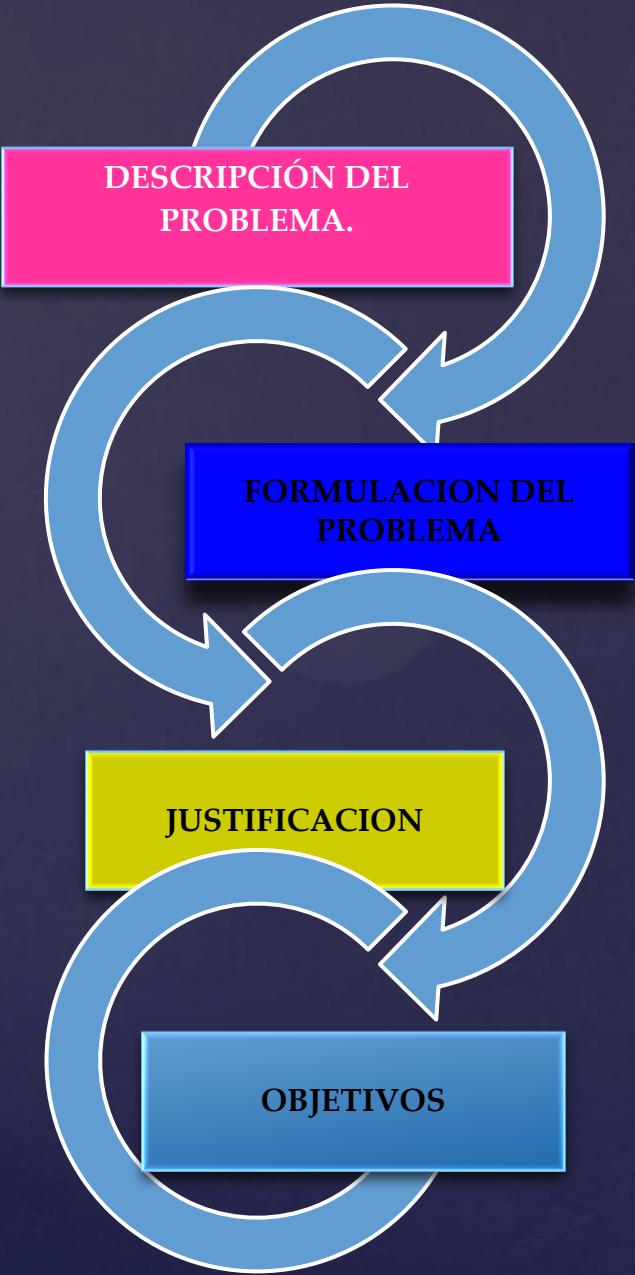 DESCRIPCIÓN DEL
PROBLEMA.
FORMULACION DEL
PROBLEMA
JUSTIFICACION
OBJETIVOS